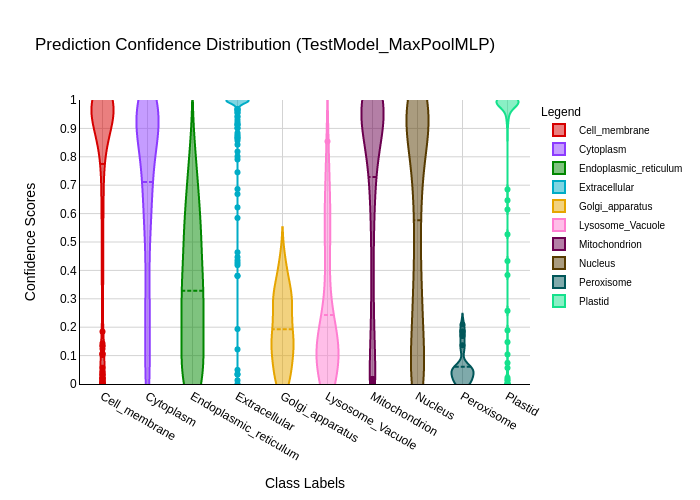 Prediction Confidence Distribution (TestModel_MaxPoolMLP)
Legend
Cell_membrane
Cytoplasm
Endoplasmic_reticulum
Extracellular
Golgi_apparatus
Lysosome_Vacuole
Mitochondrion
Nucleus
Peroxisome
Plastid
Confidence Scores
1
0.9
0.8
0.7
0.6
0.5
0.4
0.3
0.2
0.1
0
Cell_membrane
Cytoplasm
Endoplasmic_reticulum
Extracellular
Golgi_apparatus
Lysosome_Vacuole
Mitochondrion
Nucleus
Peroxisome
Plastid
Class Labels